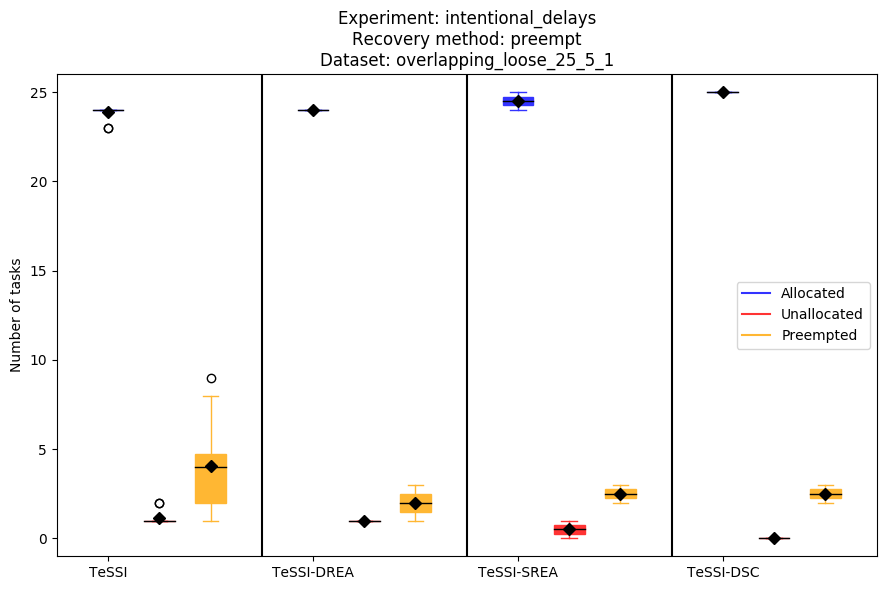 Experiment: intentional_delays
Recovery method: preempt
Dataset: overlapping_loose_25_5_1
Number of tasks
25
20
15
10
5
0
Allocated
Unallocated
Preempted
TeSSI
TeSSI-DREA
TeSSI-SREA
TeSSI-DSC